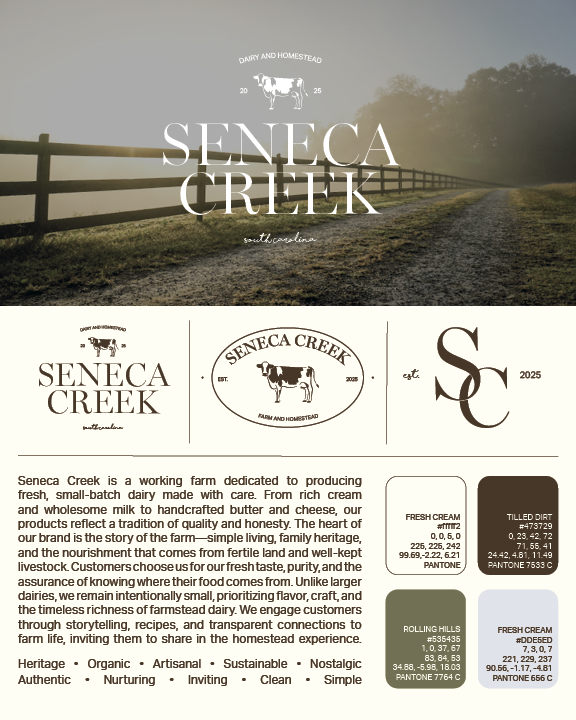 DAIRY AND HOMESTEAD
20 25
SENECA
CREEK
south carolina
DAIRY AND HOMESTEAD
20 25
SENECA
CREEK
south carolina
SENECA CREEK
EST. 2025
FARM AND HOMESTEAD
est. SC 2025
Seneca Creek is a working farm dedicated to producing
fresh, small-batch dairy made with care. From rich cream
and wholesome milk to handcrafted butter and cheese, our
products reflect a tradition of quality and honesty. The heart of
our brand is the story of the farm—simple living, family heritage,
and the nourishment that comes from fertile land and well-kept
livestock. Customers choose us for our fresh taste, purity, and the
assurance of knowing where their food comes from. Unlike larger
dairies, we remain intentionally small, prioritizing flavor, craft, and
the timeless richness of farmstead dairy. We engage customers
through storytelling, recipes, and transparent connections to
farm life, inviting them to share in the homestead experience.
Heritage • Organic • Artisanal • Sustainable • Nostalgic
Authentic • Nurturing • Inviting • Clean • Simple
FRESH CREAM
#fffff2
0, 0, 5, 0
225, 225, 242
99.69,-2.22, 6.21
PANTONE
TILLED DIRT
#473729
0, 23, 42, 72
71, 55, 41
24.42, 4.81, 11.49
PANTONE 7533 C
ROLLING HILLS
#535435
1, 0, 37, 67
83, 84, 53
34.88, -5.98, 18.03
PANTONE 7764 C
FRESH CREAM
#DDE5ED
7, 3, 0, 7
221, 229, 237
90.56, -1.17, -4.81
PANTONE 656 C